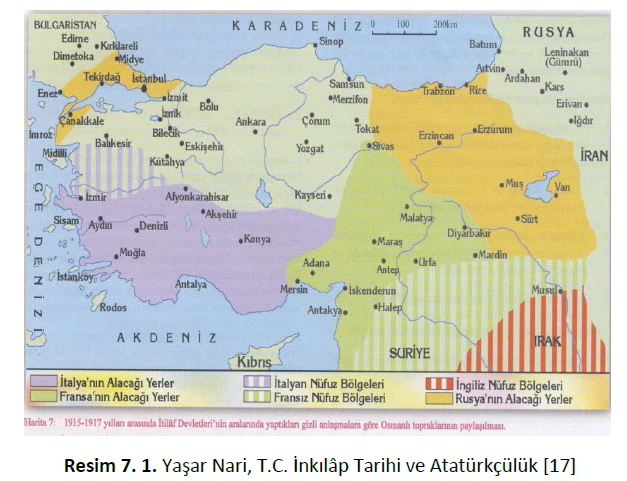 BULGARİSTAN
KARADENİZ
0 100 200km
RUSYA
Edirne
Kırklareli
Dimetoka
Midye
Sinop
Batum
Leninakan
(Gümrü)
Tekirdağ
İstanbul
Artvin
Ardahan
Enez
Samsun
Trabzon
Rize
Kars
İzmit
Bolu
Merzifon
Çanakkale
İznik
Çorum
Erivan
İmroz
Bilecik
Ankara
Tokat
Erzincan
Erzurum
Iğdır
Balıkesir
Eskişehir
Yozgat
Sivas
Midilli
Kütahya
İRAN
İzmir
Afyonkarahisar
Kayseri
Muş
Van
Sisam
Aydın
Akşehir
Malatya
Siirt
Denizli
Konya
Maraş
Diyarbakır
EGE DENİZİ
Muğla
Adana
Antep
Urfa
Mardin
İstanköy
Antalya
Mersin
İskenderun
Musul
Rodos
Antakya
Halep
AKDENİZ
Kıbrıs
SURİYE
IRAK
İtalya'nın Alacağı Yerler
İtalyan Nüfuz Bölgeleri
İngiliz Nüfuz Bölgeleri
Fransa'nın Alacağı Yerler
Fransız Nüfuz Bölgeleri
Rusya'nın Alacağı Yerler
Harita 7: 1915-1917 yılları arasında İtilâf Devletleri'nin aralarında yaptıkları gizli anlaşmalara göre Osmanlı topraklarının paylaşılması.
Resim 7. 1. Yaşar Nari, T.C. İnkılâp Tarihi ve Atatürkçülük [17]